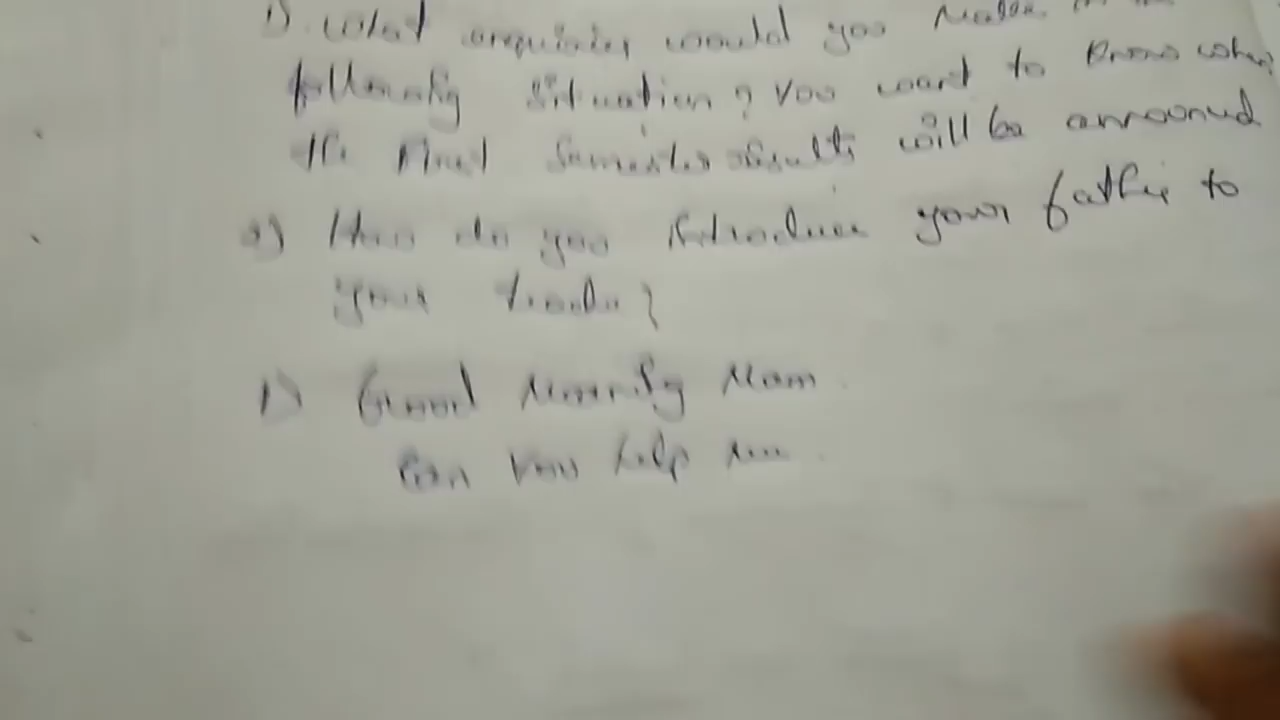 1) What enquiries would you make in the
following situation? You want to know when
the final semester results will be announed
2) How do you introduce your father to
your
1) Good Morning Mam.
Can You help me.